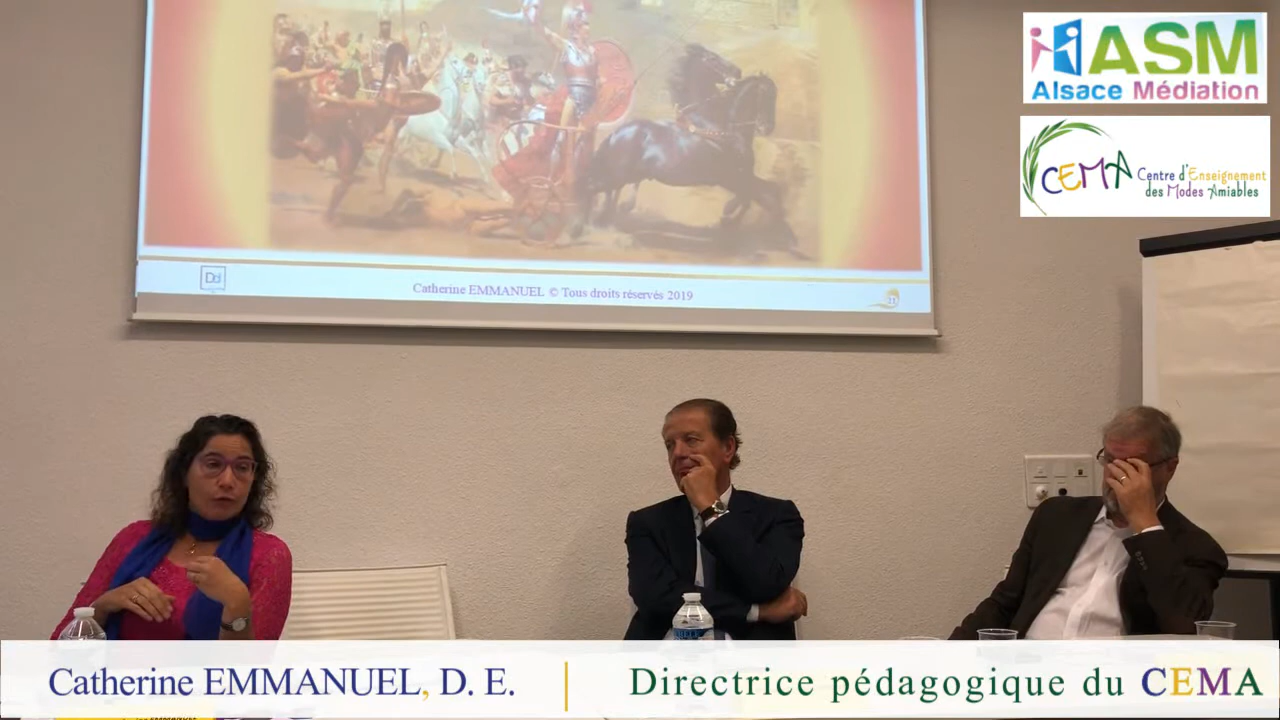 ASM
Alsace Médiation
CEMA Centre d'Enseignement
des Modes Amiables
Catherine EMMANUEL © Tous droits réservés 2019
Catherine EMMANUEL, D. E. | Directrice pédagogique du CEMA